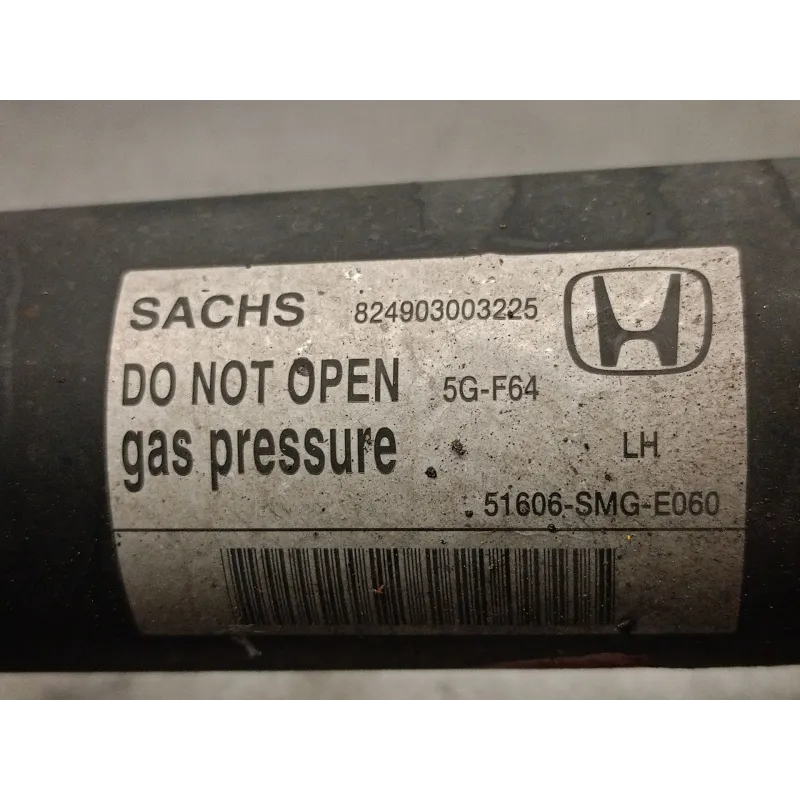 SACHS 824903003225
DO NOT OPEN 5G-F64
gas pressure LH
51606-SMG-E060